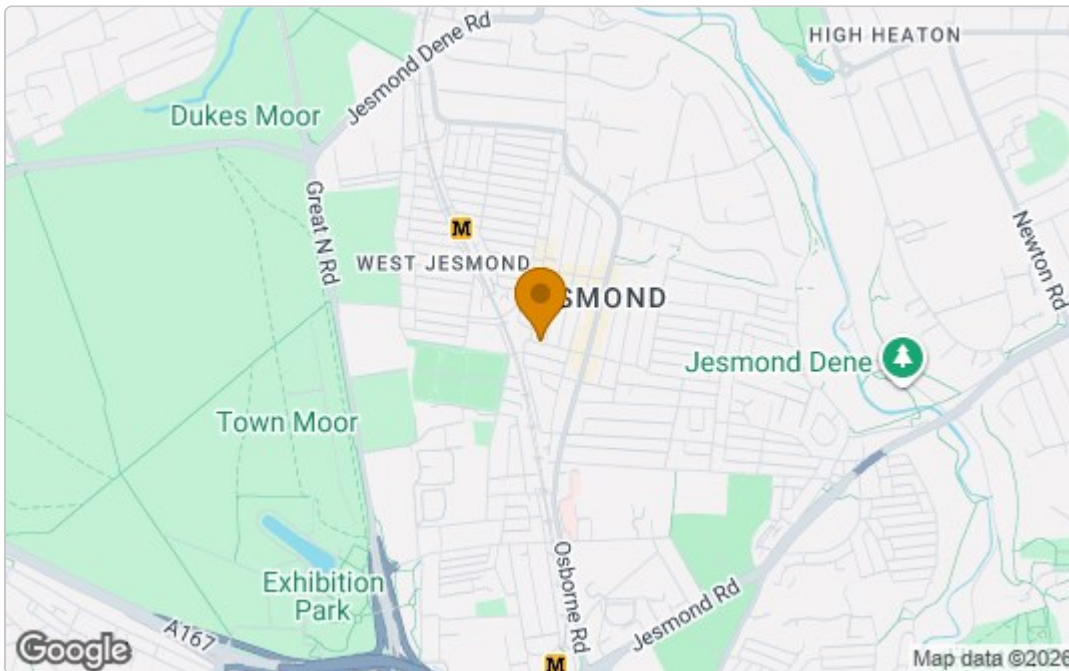 HIGH HEATON
Jesmond Dene Rd
Dukes Moor
Great N Rd
Newton Rd
M
WEST JESMOND
SMOND
Jesmond Dene
Town Moor
Exhibition
Park
Osborne Rd
Jesmond Rd
A167
M
Google
Map data ©2026